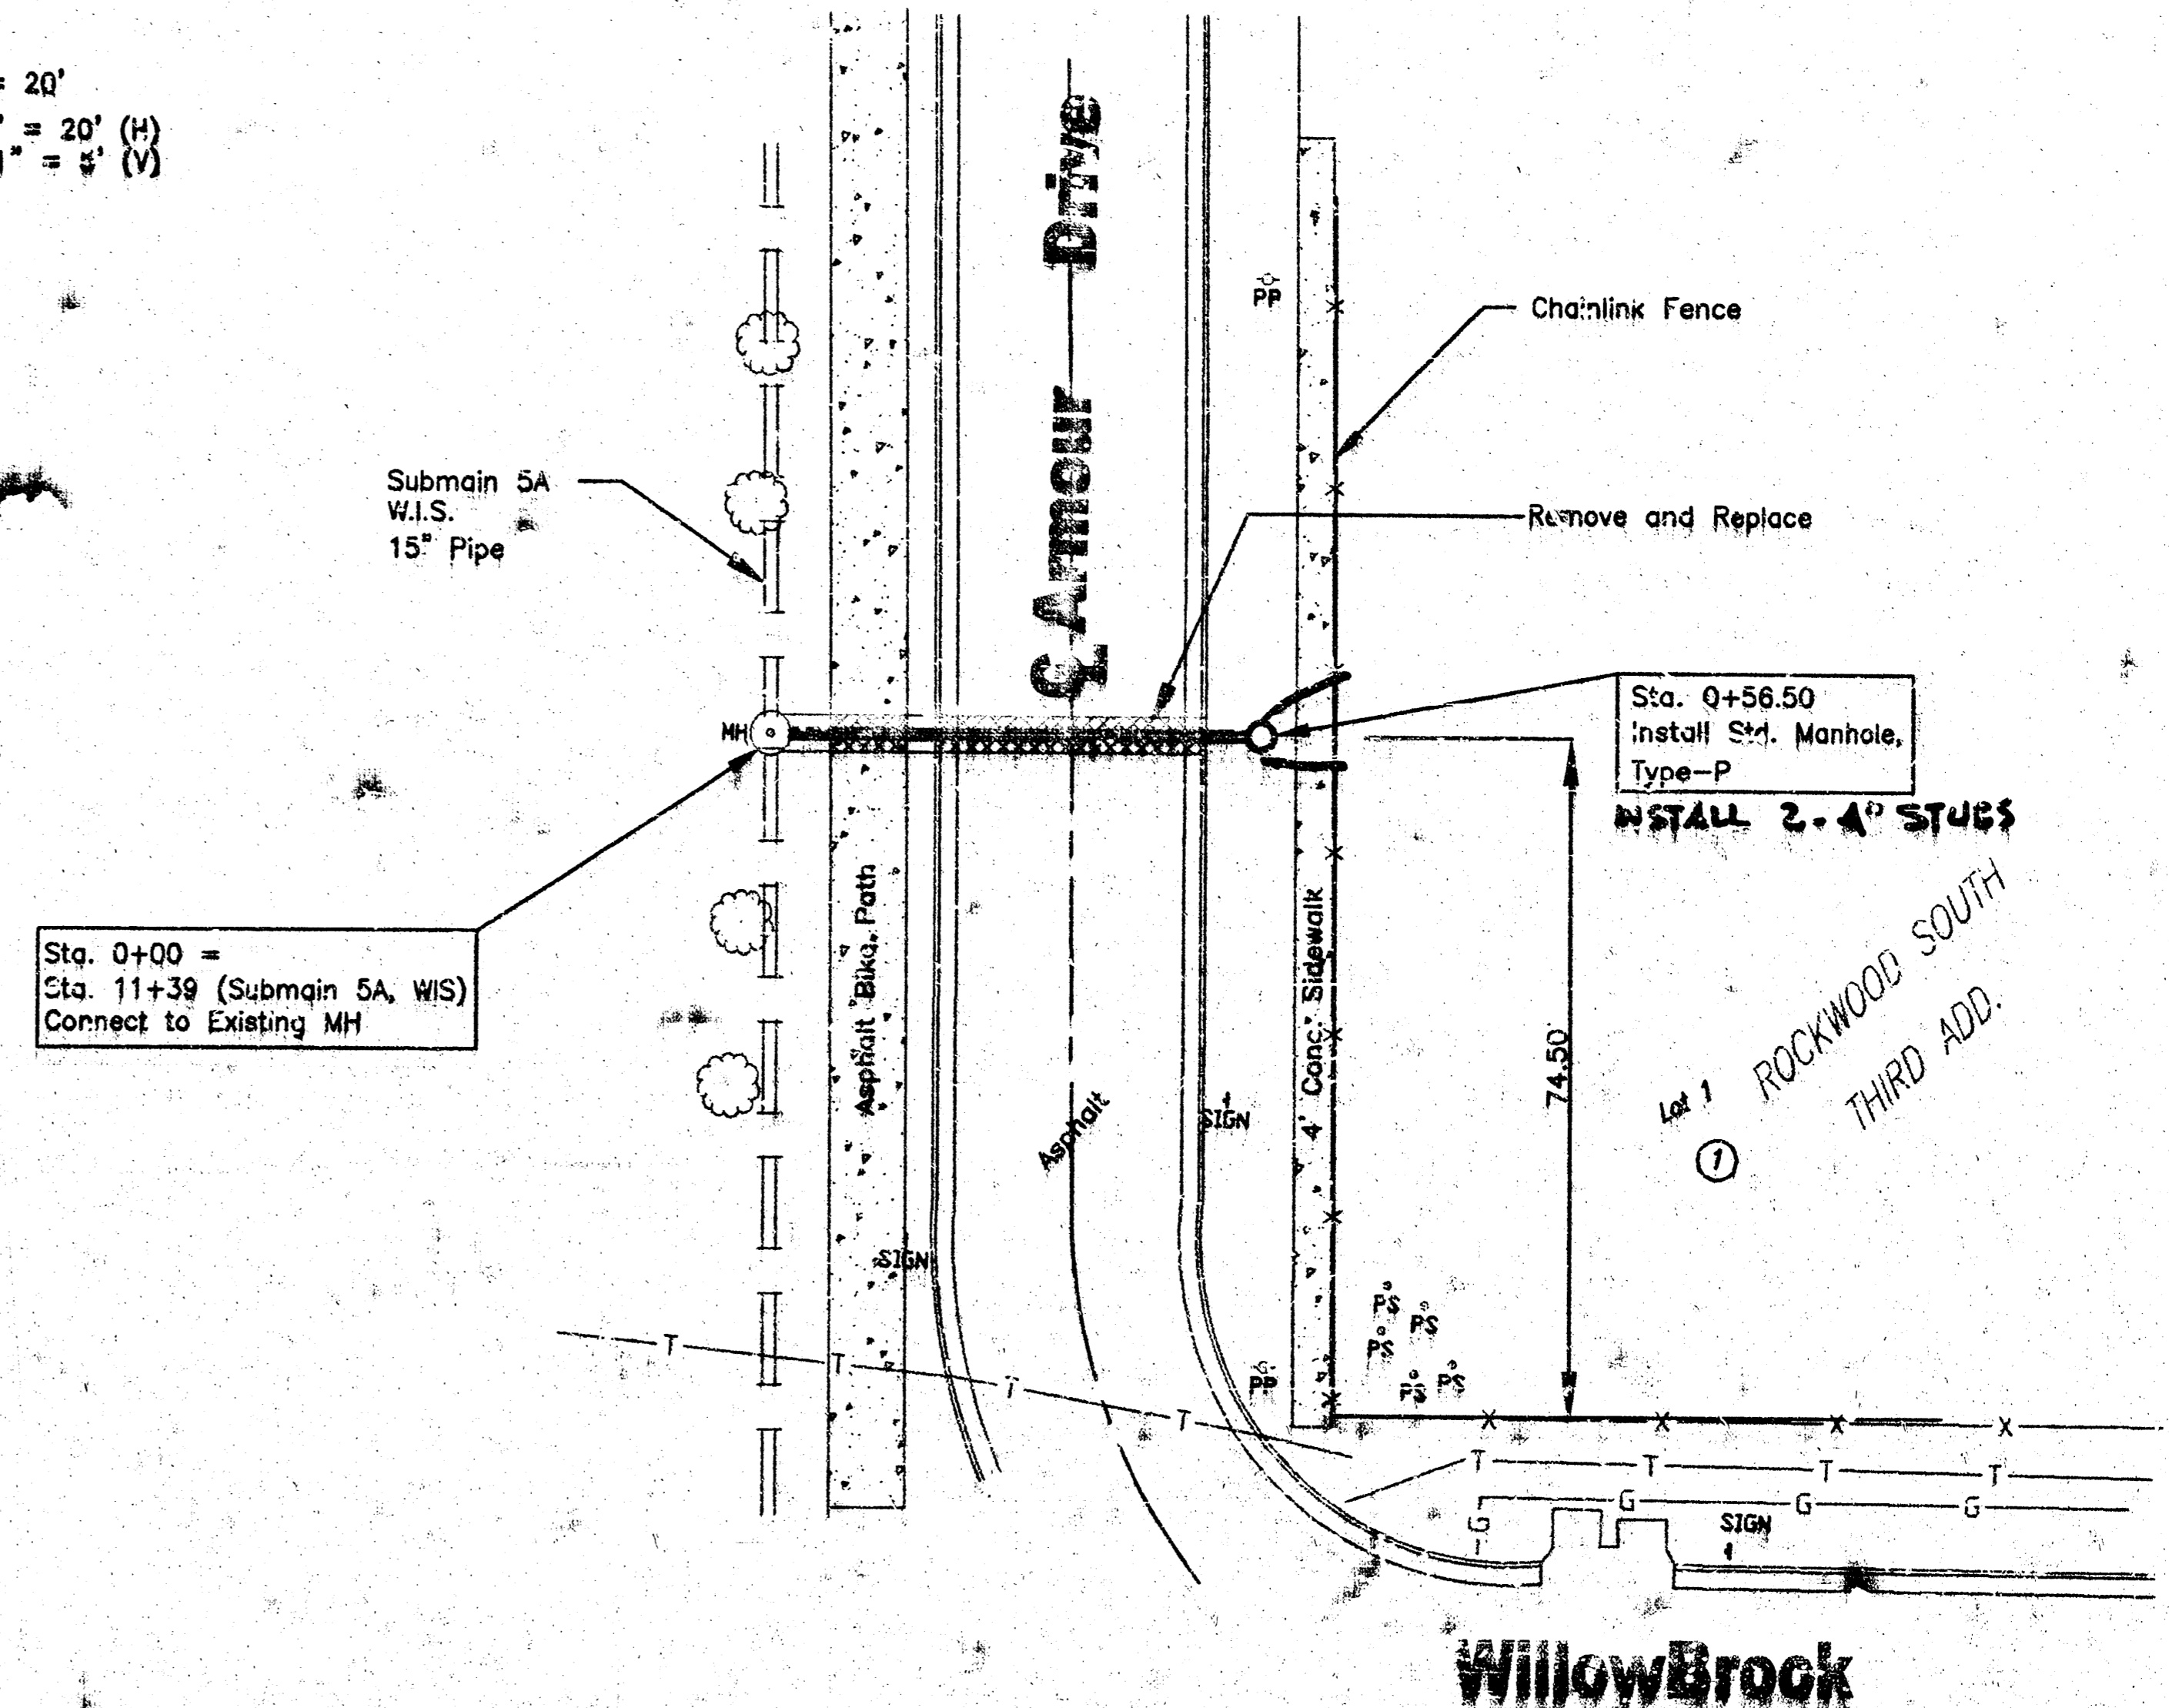 = 20'
' = 20' (H)
1" = 5' (V)
Armour Drive
PP
Chainlink Fence
Submain 5A
W.I.S.
15" Pipe
Remove and Replace
MH
Sta. 0+56.50
Install Std. Manhole,
Type-P
INSTALL 2-4" STUBS
Sta. 0+00 =
Sta. 11+39 (Submain 5A, WIS)
Connect to Existing MH
Asphalt Bike Path
4' Conc. Sidewalk
74.50'
ROCKWOOD SOUTH
THIRD ADD.
Lot 1
1
Asphalt
SIGN
SIGN
PS
PS
PS
PS
PS
PP
T
T
T
T
X
X
X
X
T
T
T
T
G
G
G
G
SIGN
WillowBrook